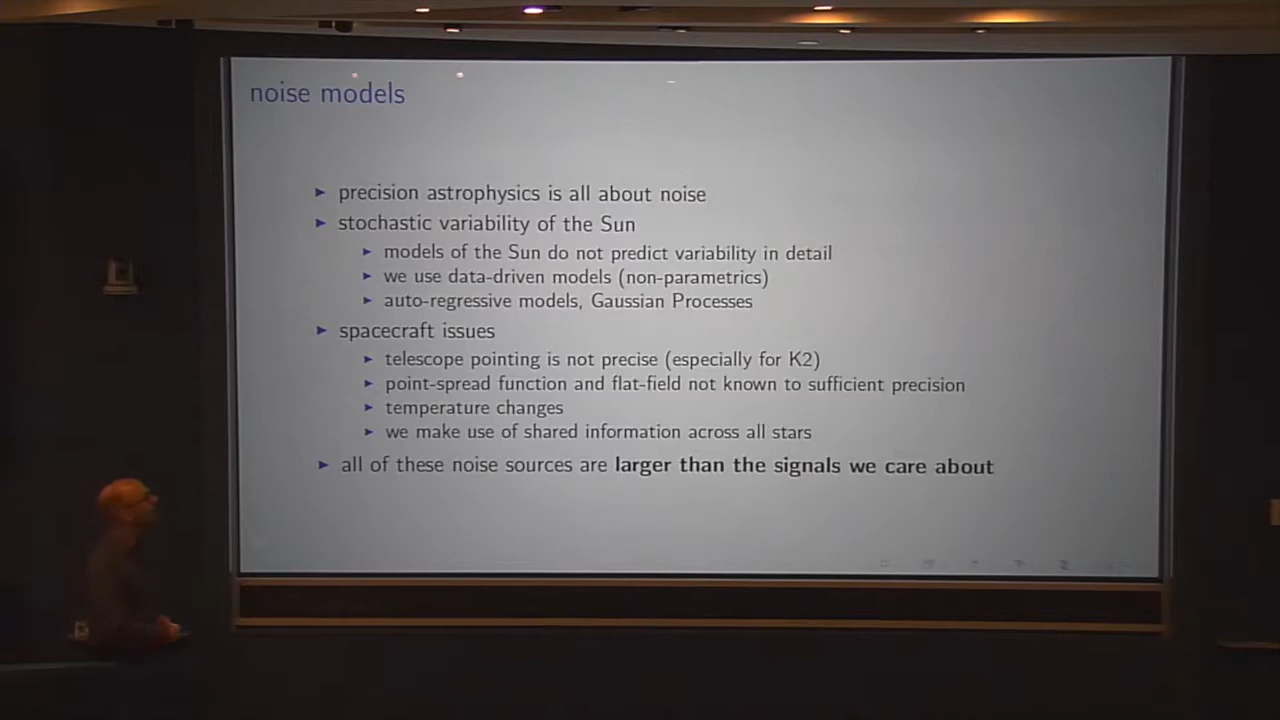 noise models
precision astrophysics is all about noise
stochastic variability of the Sun
models of the Sun do not predict variability in detail
we use data-driven models (non-parametrics)
auto-regressive models, Gaussian Processes
spacecraft issues
telescope pointing is not precise (especially for K2)
point-spread function and flat-field not known to sufficient precision
temperature changes
we make use of shared information across all stars
all of these noise sources are larger than the signals we care about